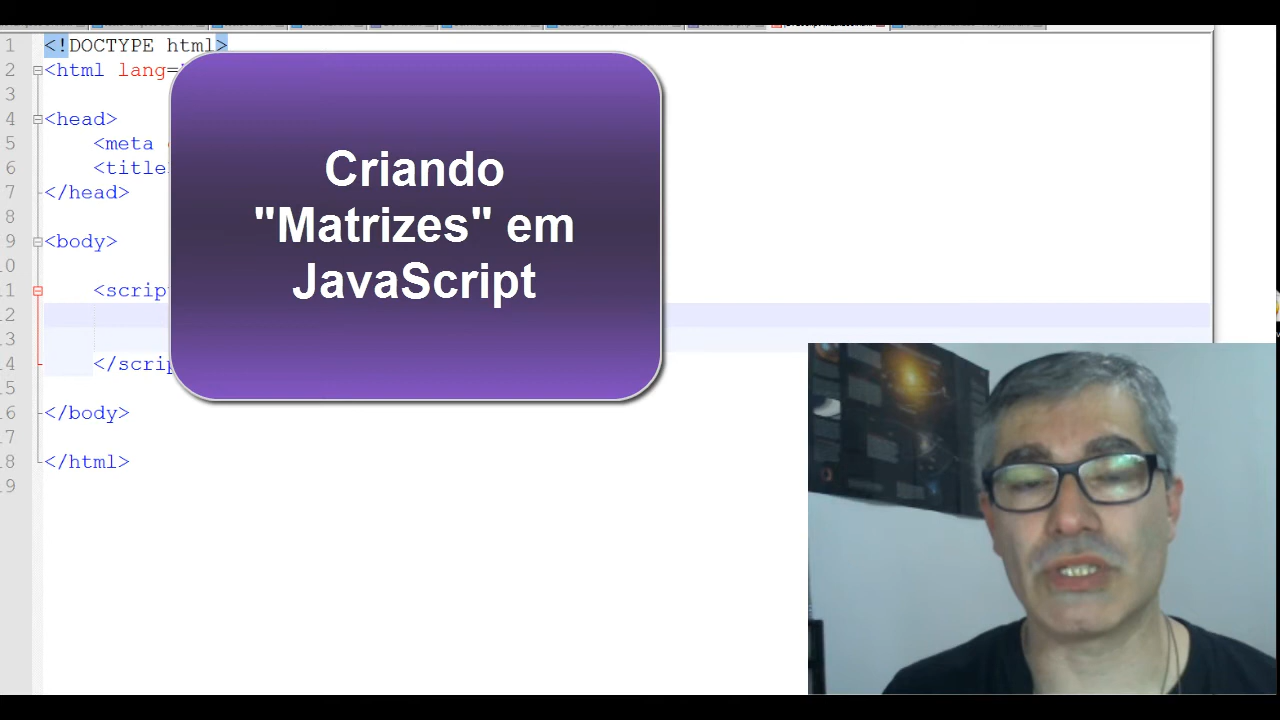 1 <!DOCTYPE html>
2 <html lang=
3
4 <head>
5 <meta
6 <title
7 </head>
8
9 <body>
10
11 <script
12
13
14 </scrip
15
16 </body>
17
18 </html>
19
Criando
"Matrizes" em
JavaScript